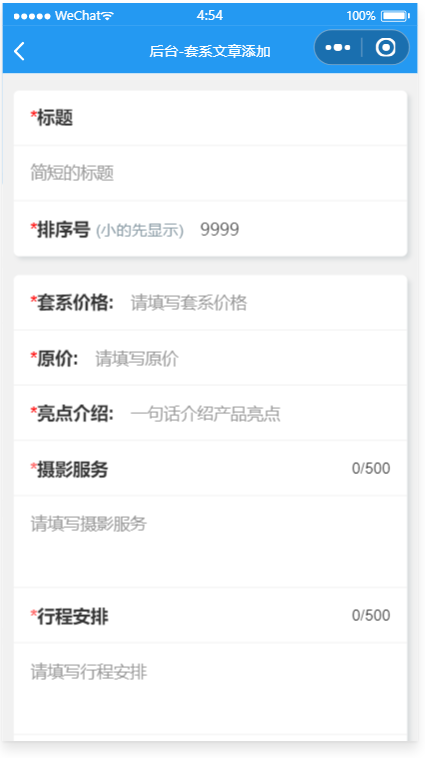 WeChat 4:54 100%
后台-套系文章添加
*标题
简短的标题
*排序号 (小的先显示) 9999
*套系价格: 请填写套系价格
*原价: 请填写原价
*亮点介绍: 一句话介绍产品亮点
*摄影服务 0/500
请填写摄影服务
*行程安排 0/500
请填写行程安排